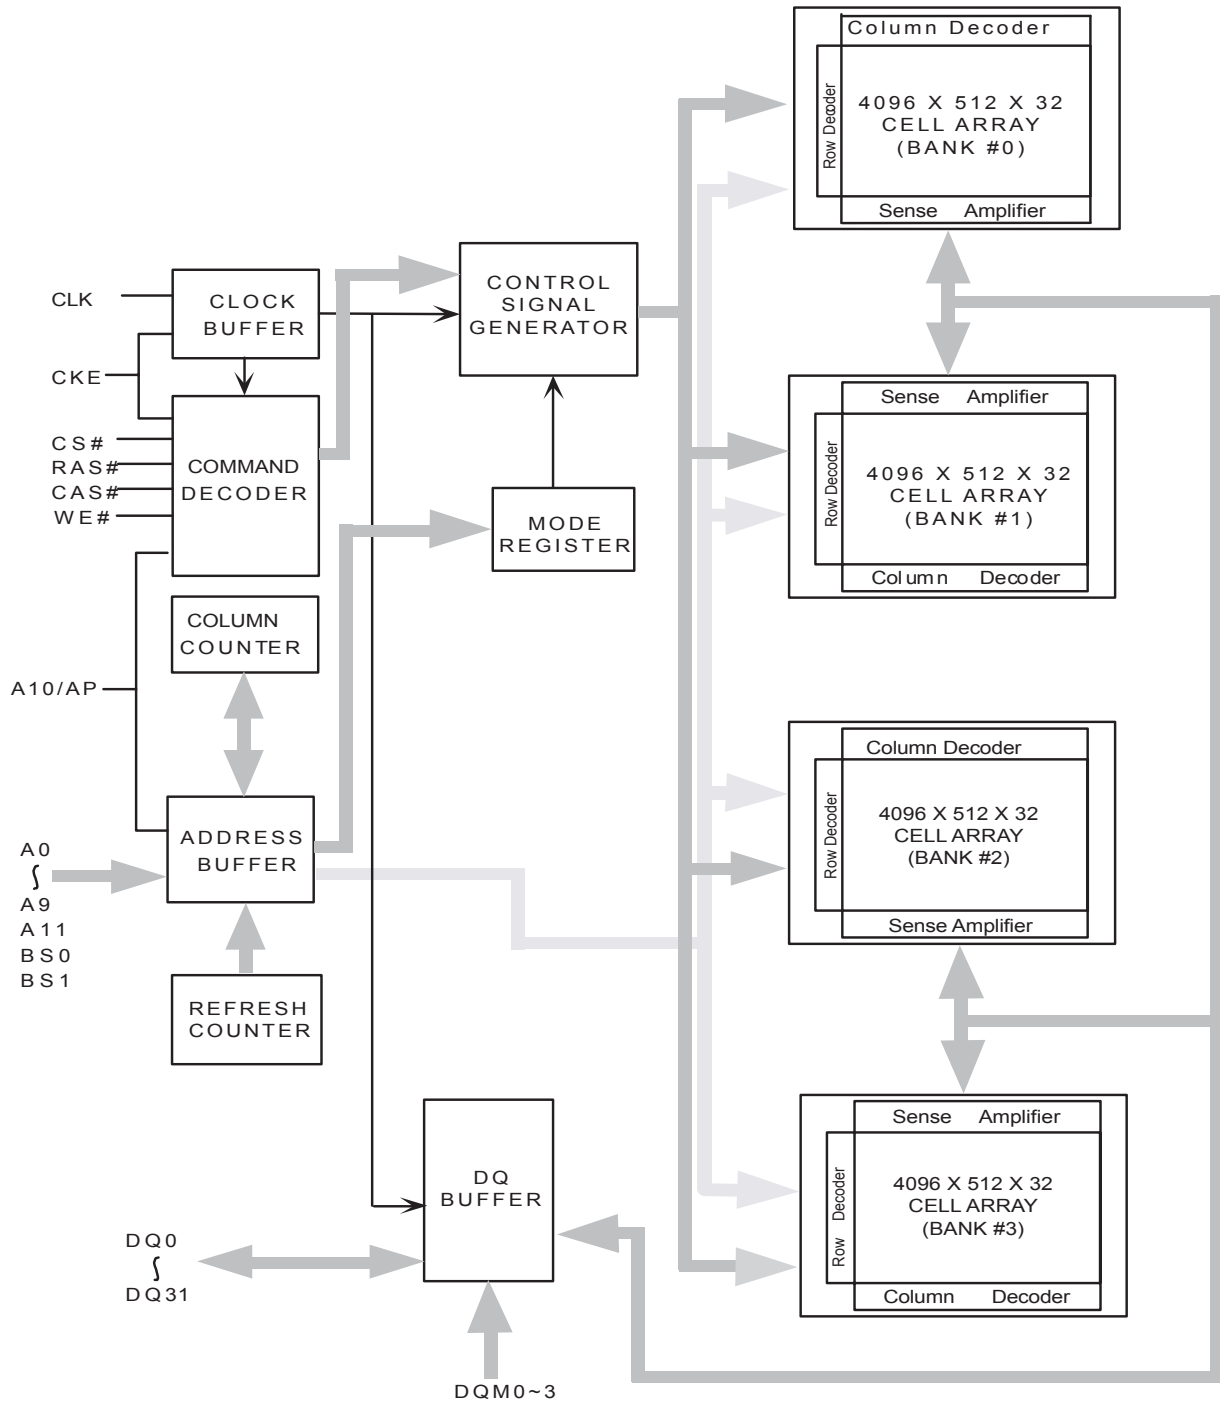 Column Decoder
Row Decoder
4096 X 512 X 32
CELL ARRAY
(BANK #0)
Sense Amplifier
CLK
CLOCK
BUFFER
CONTROL
SIGNAL
GENERATOR
CKE
CS#
RAS#
CAS#
WE#
COMMAND
DECODER
MODE
REGISTER
Sense Amplifier
Row Decoder
4096 X 512 X 32
CELL ARRAY
(BANK #1)
Column Decoder
COLUMN
COUNTER
A10/AP
Column Decoder
Row Decoder
4096 X 512 X 32
CELL ARRAY
(BANK #2)
Sense Amplifier
ADDRESS
BUFFER
A0
∫
A9
A11
BS0
BS1
REFRESH
COUNTER
Sense Amplifier
Row Decoder
4096 X 512 X 32
CELL ARRAY
(BANK #3)
Column Decoder
DQ
BUFFER
DQ0
∫
DQ31
DQM0~3